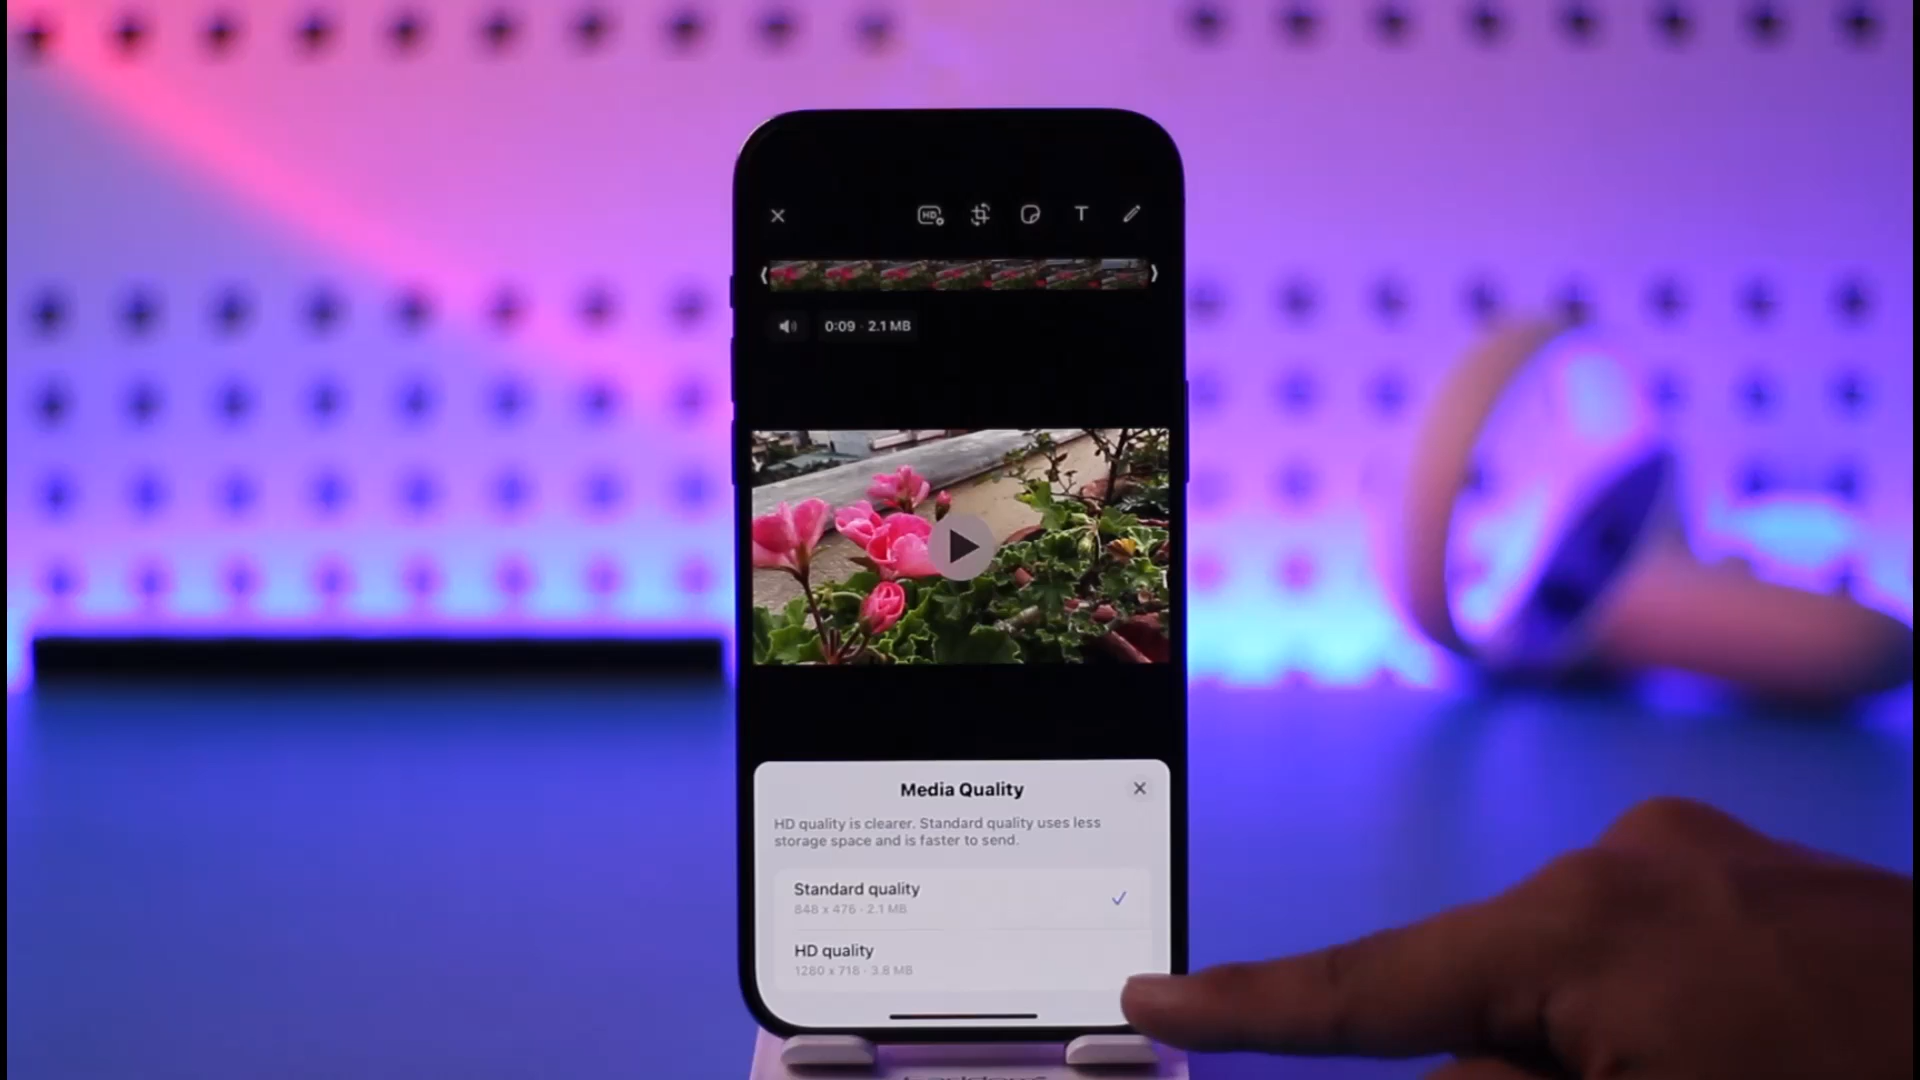 HD
T
0:09 · 2.1 MB
Media Quality
HD quality is clearer. Standard quality uses less
storage space and is faster to send.
Standard quality
848 x 476 · 2.1 MB
HD quality
1280 x 718 · 3.8 MB